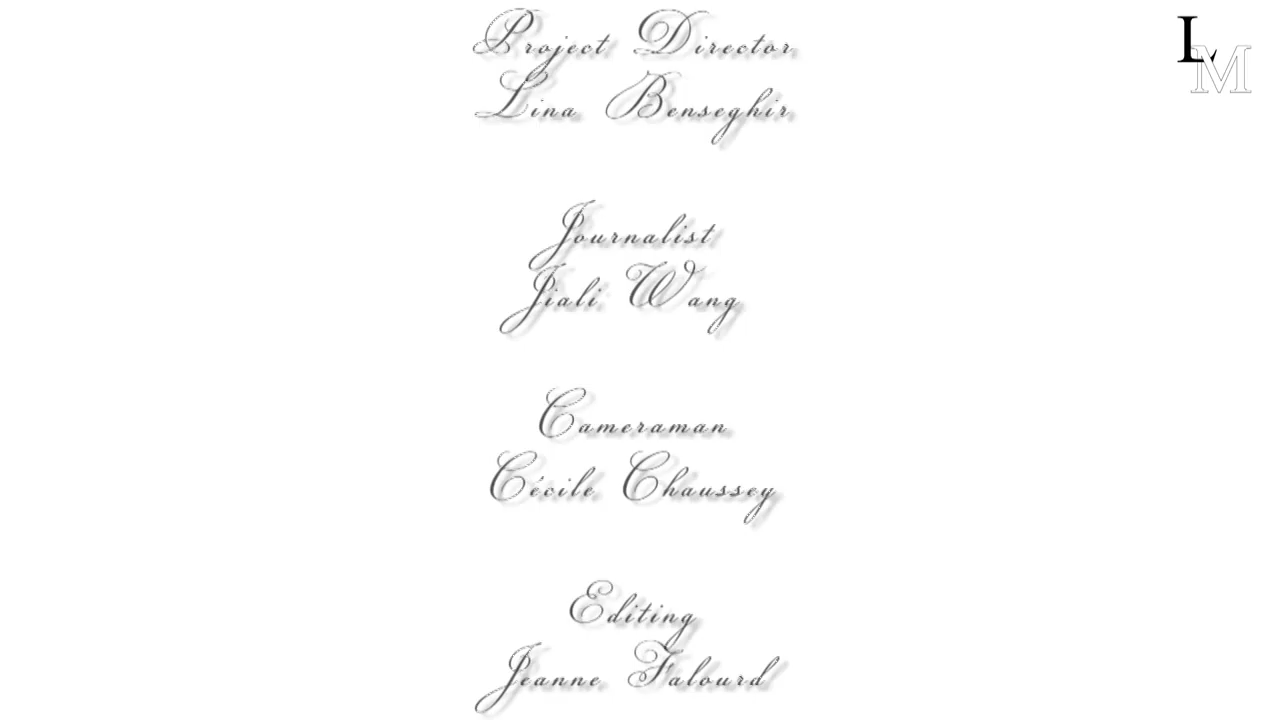 Project Director
Lina Benseghir
Journalist
Jiali Wang
Cameraman
Cécile Chaussey
Editing
Jeanne Falourd
LM